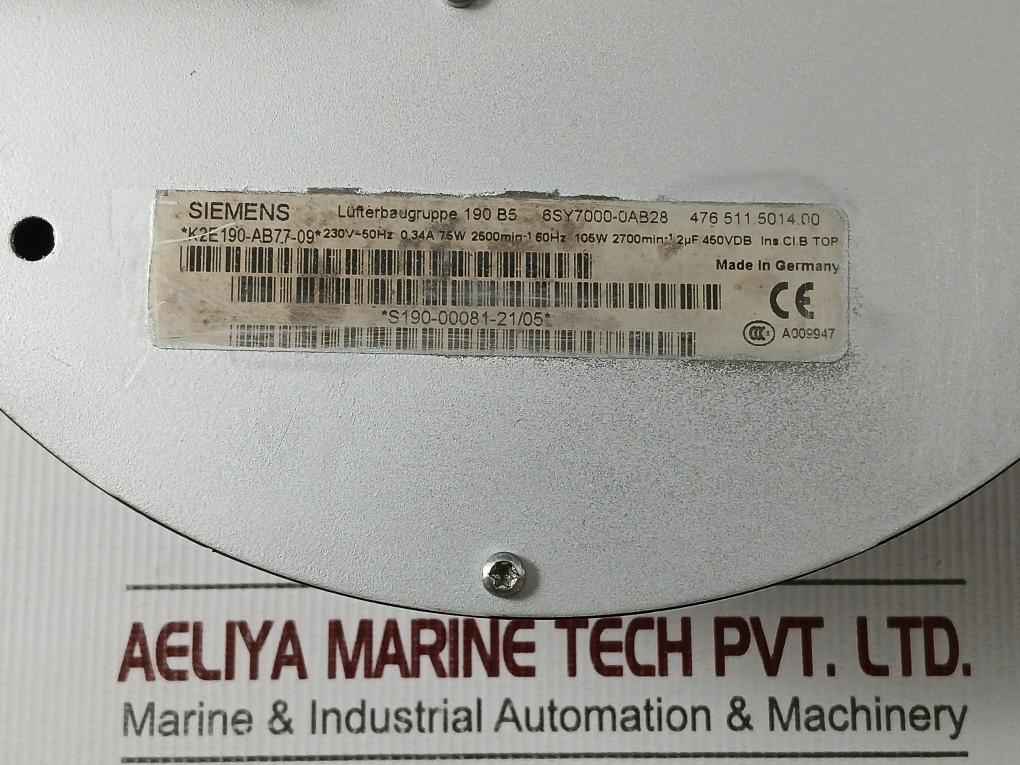 SIEMENS Lüfterbaugruppe 190 B5 6SY7000-0AB28 476 511.5014.00
*K2E190-AB77-09* 230V~50Hz 0,34A 75W 2500min-1 60Hz 105W 2700min-1 2µF 450VDB Ins.Cl.B TOP
Made In Germany
CE
*S190-00081-21/05*
CCC A009947
AELIYA MARINE TECH PVT. LTD.
Marine & Industrial Automation & Machinery